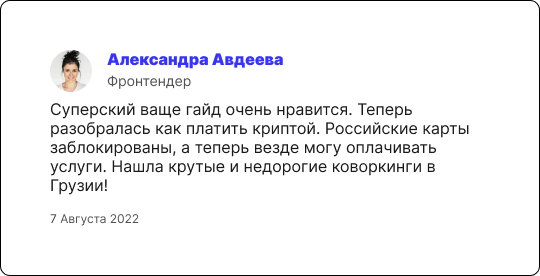 Александра Авдеева
Фронтендер
Суперский ваще гайд очень нравится. Теперь
разобралась как платить криптой. Российские карты
заблокированы, а теперь везде могу оплачивать
услуги. Нашла крутые и недорогие коворкинги в
Грузии!
7 Августа 2022